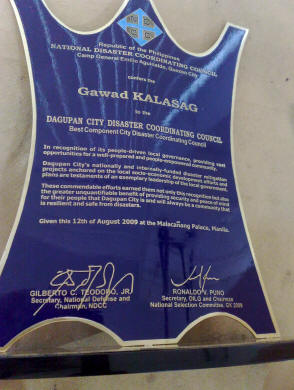 Republic of the Philippines
NATIONAL DISASTER COORDINATING COUNCIL
Camp General Emilio Aguinaldo, Quezon City
confers the
Gawad KALASAG
to the
DAGUPAN CITY DISASTER COORDINATING COUNCIL
Best Component City Disaster Coordinating Council
In recognition of its people-driven local governance, providing vast
opportunities for a well-prepared and people-empowered community.
Dagupan City's nationally and internally-funded disaster mitigation
projects anchored on the local socio-economic development efforts and
plans are testaments of an exemplary leadership of the local government.
These commendable efforts earned them not only this recognition but also
the greater unquantifiable benefit of providing security and peace of mind
for their people that Dagupan City is and will always be a community that
is resilient and safe from disasters.
Given this 12th of August 2009 at the Malacañang Palace, Manila.
GILBERTO C. TEODORO, JR.
Secretary, National Defense and
Chairman, NDCC
RONALDO V. PUNO
Secretary, DILG and Chairman
National Selection Committee, GK 2009